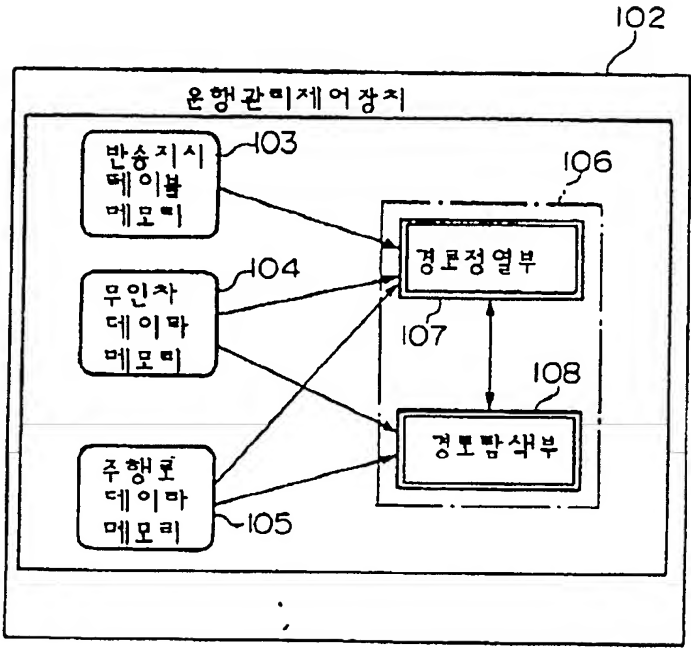 102
운행관리제어장치
반송지시
테이블
메모리
103
106
경로정열부
107
무인차
데이타
메모리
104
108
경로탐색부
주행로
데이타
메모리
105